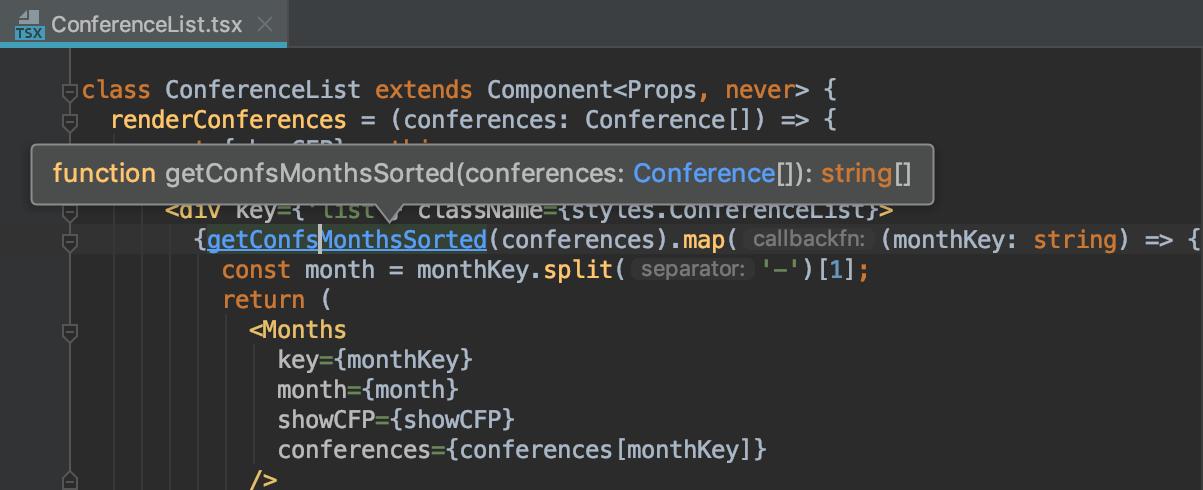 TSX ConferenceList.tsx
class ConferenceList extends Component<Props, never> {
renderConferences = (conferences: Conference[]) => {
function getConfsMonthsSorted(conferences: Conference[]): string[]
<div key={'list'} className={styles.ConferenceList}>
{getConfsMonthsSorted(conferences).map( callbackfn: (monthKey: string) => {
const month = monthKey.split( separator: '-')[1];
return (
<Months
key={monthKey}
month={month}
showCFP={showCFP}
conferences={conferences[monthKey]}
/>